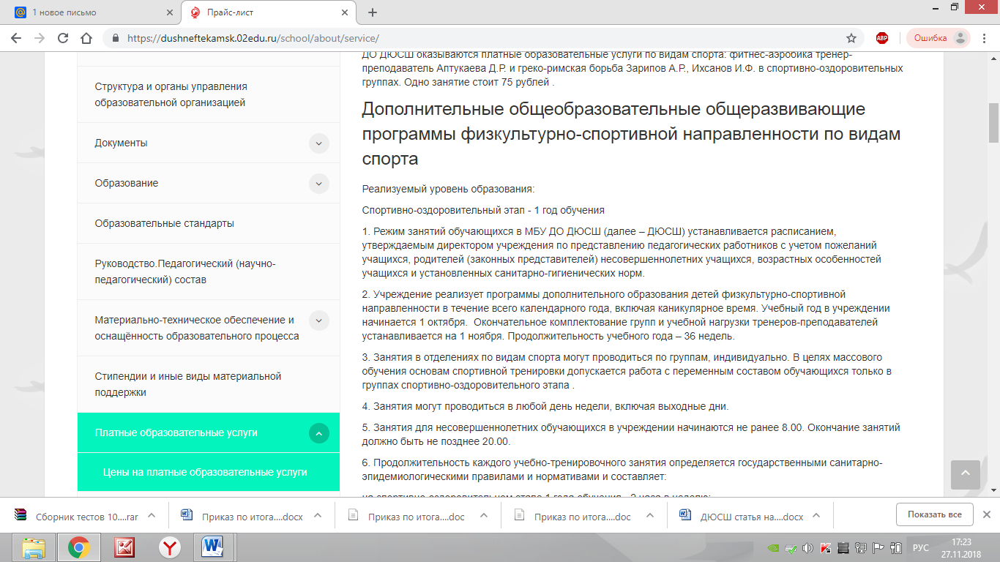 1 новое письмо
Прайс-лист
https://dushneftekamsk.02edu.ru/school/about/service/
ABP
Ошибка
Структура и органы управления
образовательной организацией
Документы
Образование
Образовательные стандарты
Руководство.Педагогический (научно-
педагогический) состав
Материально-техническое обеспечение и
оснащённость образовательного процесса
Стипендии и иные виды материальной
поддержки
Платные образовательные услуги
Цены на платные образовательные услуги
ДО ДЮСШ оказываются платные образовательные услуги по видам спорта: фитнес-аэробика тренер-
преподаватель Аптукаева Д.Р. и греко-римская борьба Зарипов А.Р., Ихсанов И.Ф. в спортивно-оздоровительных
группах. Одно занятие стоит 75 рублей .
Дополнительные общеобразовательные общеразвивающие
программы физкультурно-спортивной направленности по видам
спорта
Реализуемый уровень образования:
Спортивно-оздоровительный этап - 1 год обучения
1. Режим занятий обучающихся в МБУ ДО ДЮСШ (далее – ДЮСШ) устанавливается расписанием,
утверждаемым директором учреждения по представлению педагогических работников с учетом пожеланий
учащихся, родителей (законных представителей) несовершеннолетних учащихся, возрастных особенностей
учащихся и установленных санитарно-гигиенических норм.
2. Учреждение реализует программы дополнительного образования детей физкультурно-спортивной
направленности в течение всего календарного года, включая каникулярное время. Учебный год в учреждении
начинается 1 октября. Окончательное комплектование групп и учебной нагрузки тренеров-преподавателей
устанавливается на 1 ноября. Продолжительность учебного года – 36 недель.
3. Занятия в отделениях по видам спорта могут проводиться по группам, индивидуально. В целях массового
обучения основам спортивной тренировки допускается работа с переменным составом обучающихся только в
группах спортивно-оздоровительного этапа .
4. Занятия могут проводиться в любой день недели, включая выходные дни.
5. Занятия для несовершеннолетних обучающихся в учреждении начинаются не ранее 8.00. Окончание занятий
должно быть не позднее 20.00.
6. Продолжительность каждого учебно-тренировочного занятия определяется государственными санитарно-
эпидемиологическими правилами и нормативами и составляет:
на спортивно-оздоровительном этапе 1 года обучения - 2 часа в неделю;
Сборник тестов 10....rar
Приказ по итога....docx
Приказ по итога....doc
Приказ по итога....doc
ДЮСШ статья на....docx
Показать все
РУС
17:23
27.11.2018